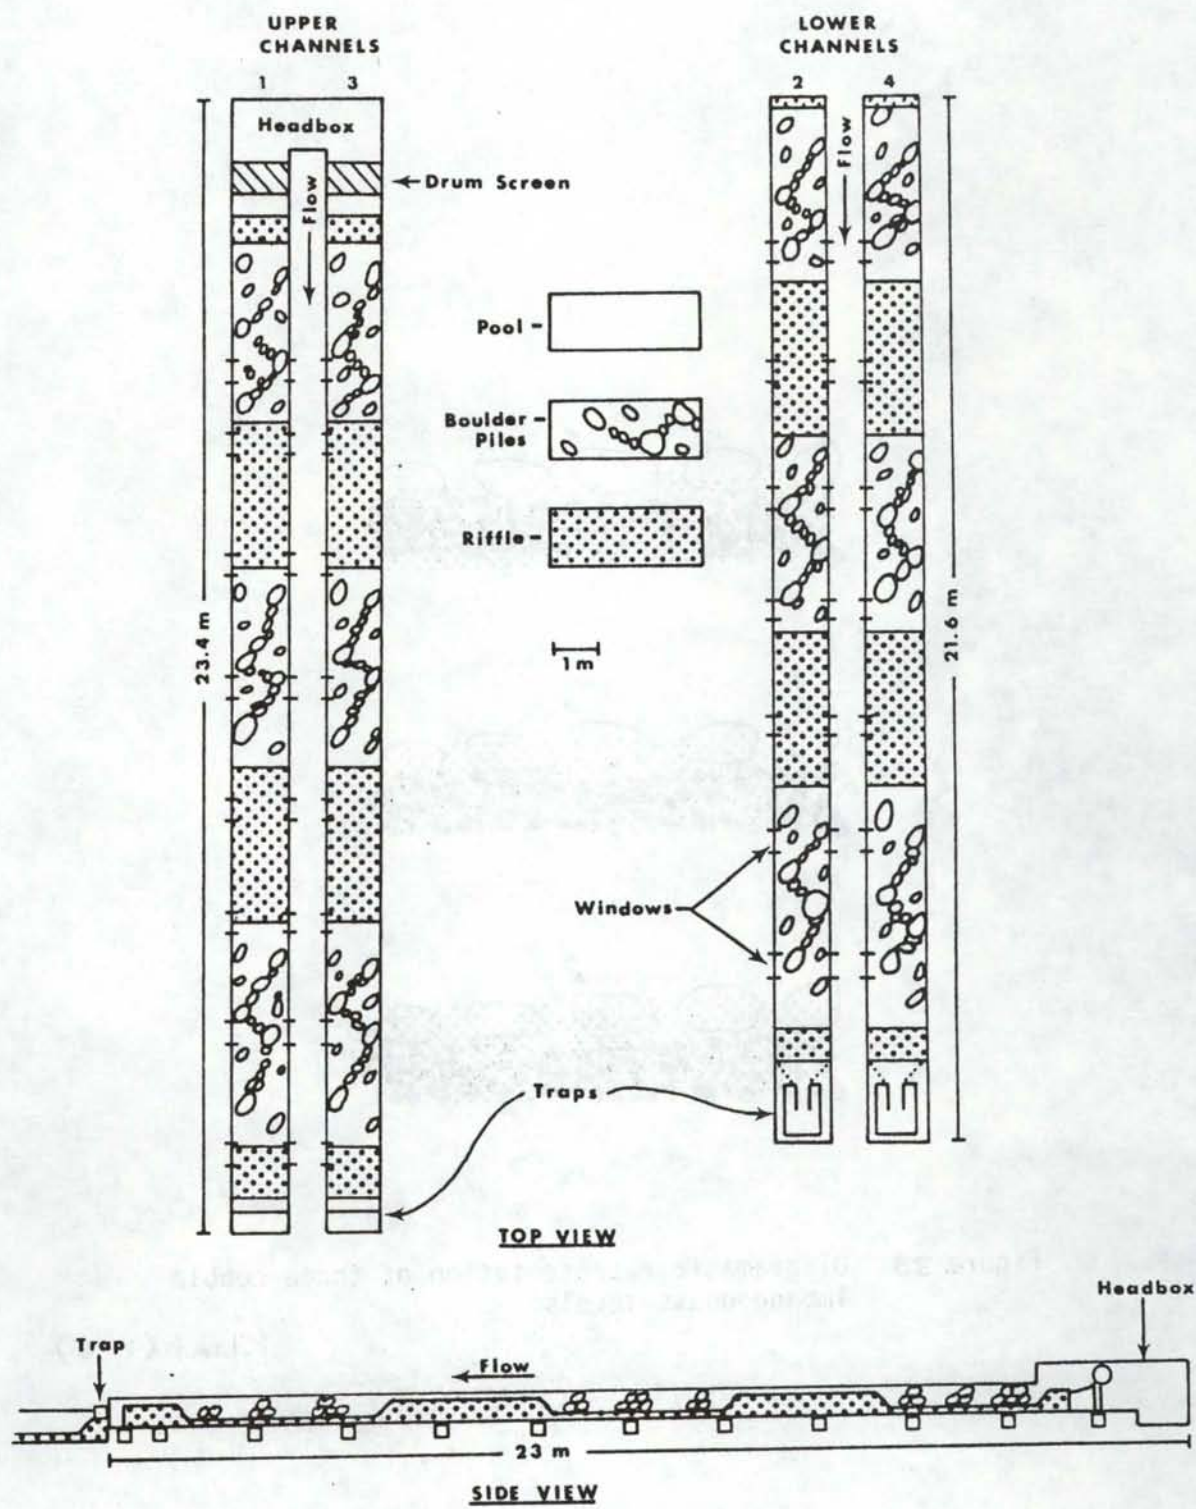 UPPER
CHANNELS
1 3
Headbox
Drum Screen
Flow
23.4 m
LOWER
CHANNELS
2 4
Flow
21.6 m
Pool
Boulder
Piles
Riffle
1 m
Windows
Traps
TOP VIEW
Headbox
Trap
Flow
23 m
SIDE VIEW